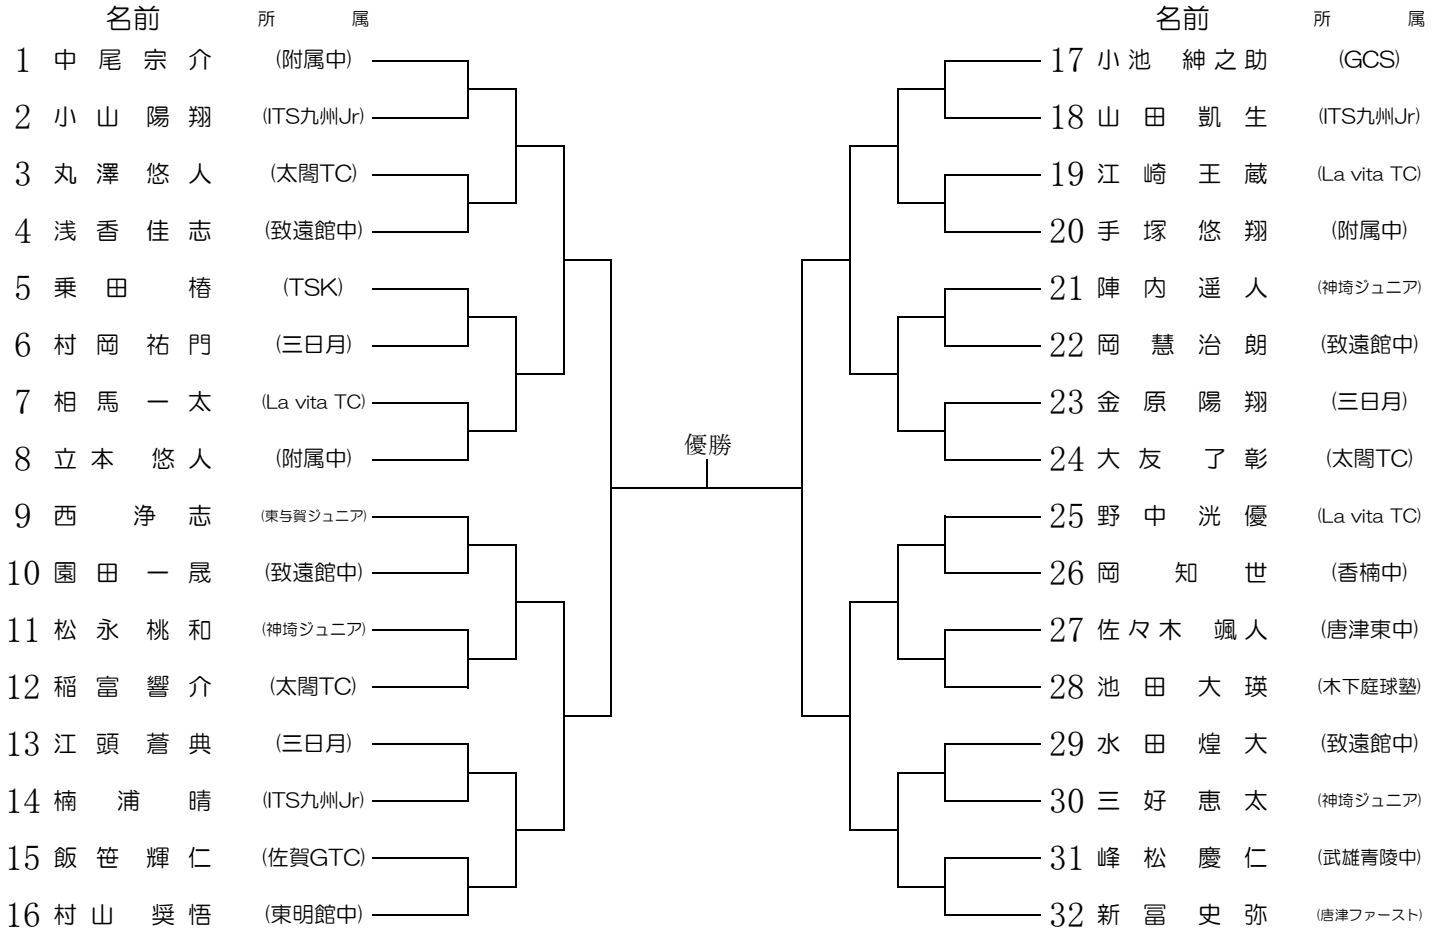 名前 所 属
1 中尾宗介 (附属中)
2 小山陽翔 (ITS九州Jr)
3 丸澤悠人 (太閤TC)
4 浅香佳志 (致遠館中)
5 乗田 椿 (TSK)
6 村岡祐門 (三日月)
7 相馬一太 (La vita TC)
8 立本 悠人 (附属中)
9 西 浄志 (東与賀ジュニア)
10 園田一晟 (致遠館中)
11 松永桃和 (神埼ジュニア)
12 稲富響介 (太閤TC)
13 江頭蒼典 (三日月)
14 楠浦晴 (ITS九州Jr)
15 飯笹輝仁 (佐賀GTC)
16 村山 奨悟 (東明館中)
優勝
名前 所 属
17 小池 紳之助 (GCS)
18 山田凱生 (ITS九州Jr)
19 江崎王蔵 (La vita TC)
20 手塚悠翔 (附属中)
21 陣内遥人 (神埼ジュニア)
22 岡 慧治朗 (致遠館中)
23 金原陽翔 (三日月)
24 大友 了彰 (太閤TC)
25 野中洸優 (La vita TC)
26 岡知世 (香楠中)
27 佐々木 颯人 (唐津東中)
28 池田大瑛 (木下庭球塾)
29 水田煌大 (致遠館中)
30 三好恵太 (神埼ジュニア)
31 峰松慶仁 (武雄青陵中)
32 新冨史弥 (唐津ファースト)